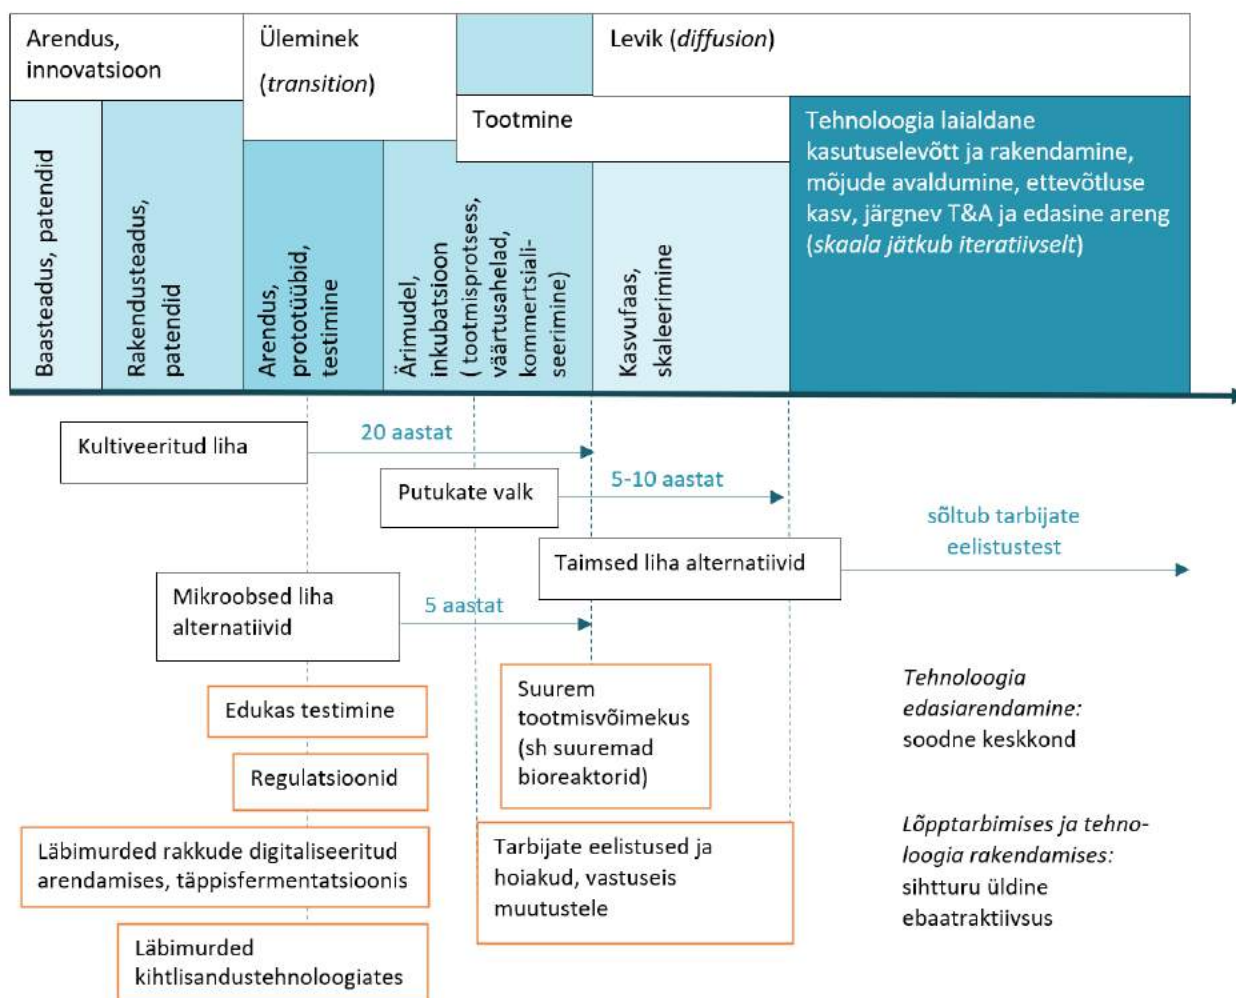 Arendus,
innovatsioon
Üleminek
(transition)
Levik (diffusion)
Tootmine
Baasteadus, patendid
Rakendusteadus,
patendid
Arendus,
prototüübid,
testimine
Ärimudel,
inkubatsioon
(tootmisprotsess,
väärtusahelad,
kommertsiali-
seerimine)
Kasvufaas,
skaleerimine
Tehnoloogia laialdane
kasutuselevõtt ja rakendamine,
mõjude avaldumine, ettevõtluse
kasv, järgnev T&A ja edasine areng
(skaala jätkub iteratiivselt)
Kultiveeritud liha
20 aastat
Putukate valk
5-10 aastat
Taimsed liha alternatiivid
sõltub tarbijate
eelistustest
Mikroobsed liha
alternatiivid
5 aastat
Edukas testimine
Regulatsioonid
Läbimurded rakkude digitaliseeritud
arendamises, täppisfermentatsioonis
Läbimurded
kihtlisandustehnoloogiates
Suurem
tootmisvõimekus
(sh suuremad
bioreaktorid)
Tarbijate eelistused ja
hoiakud, vastuseis
muutustele
Tehnoloogia
edasiarendamine:
soodne keskkond
Lõpptarbimises ja tehno-
loogia rakendamises:
sihtturu üldine
ebaatraktiivsus